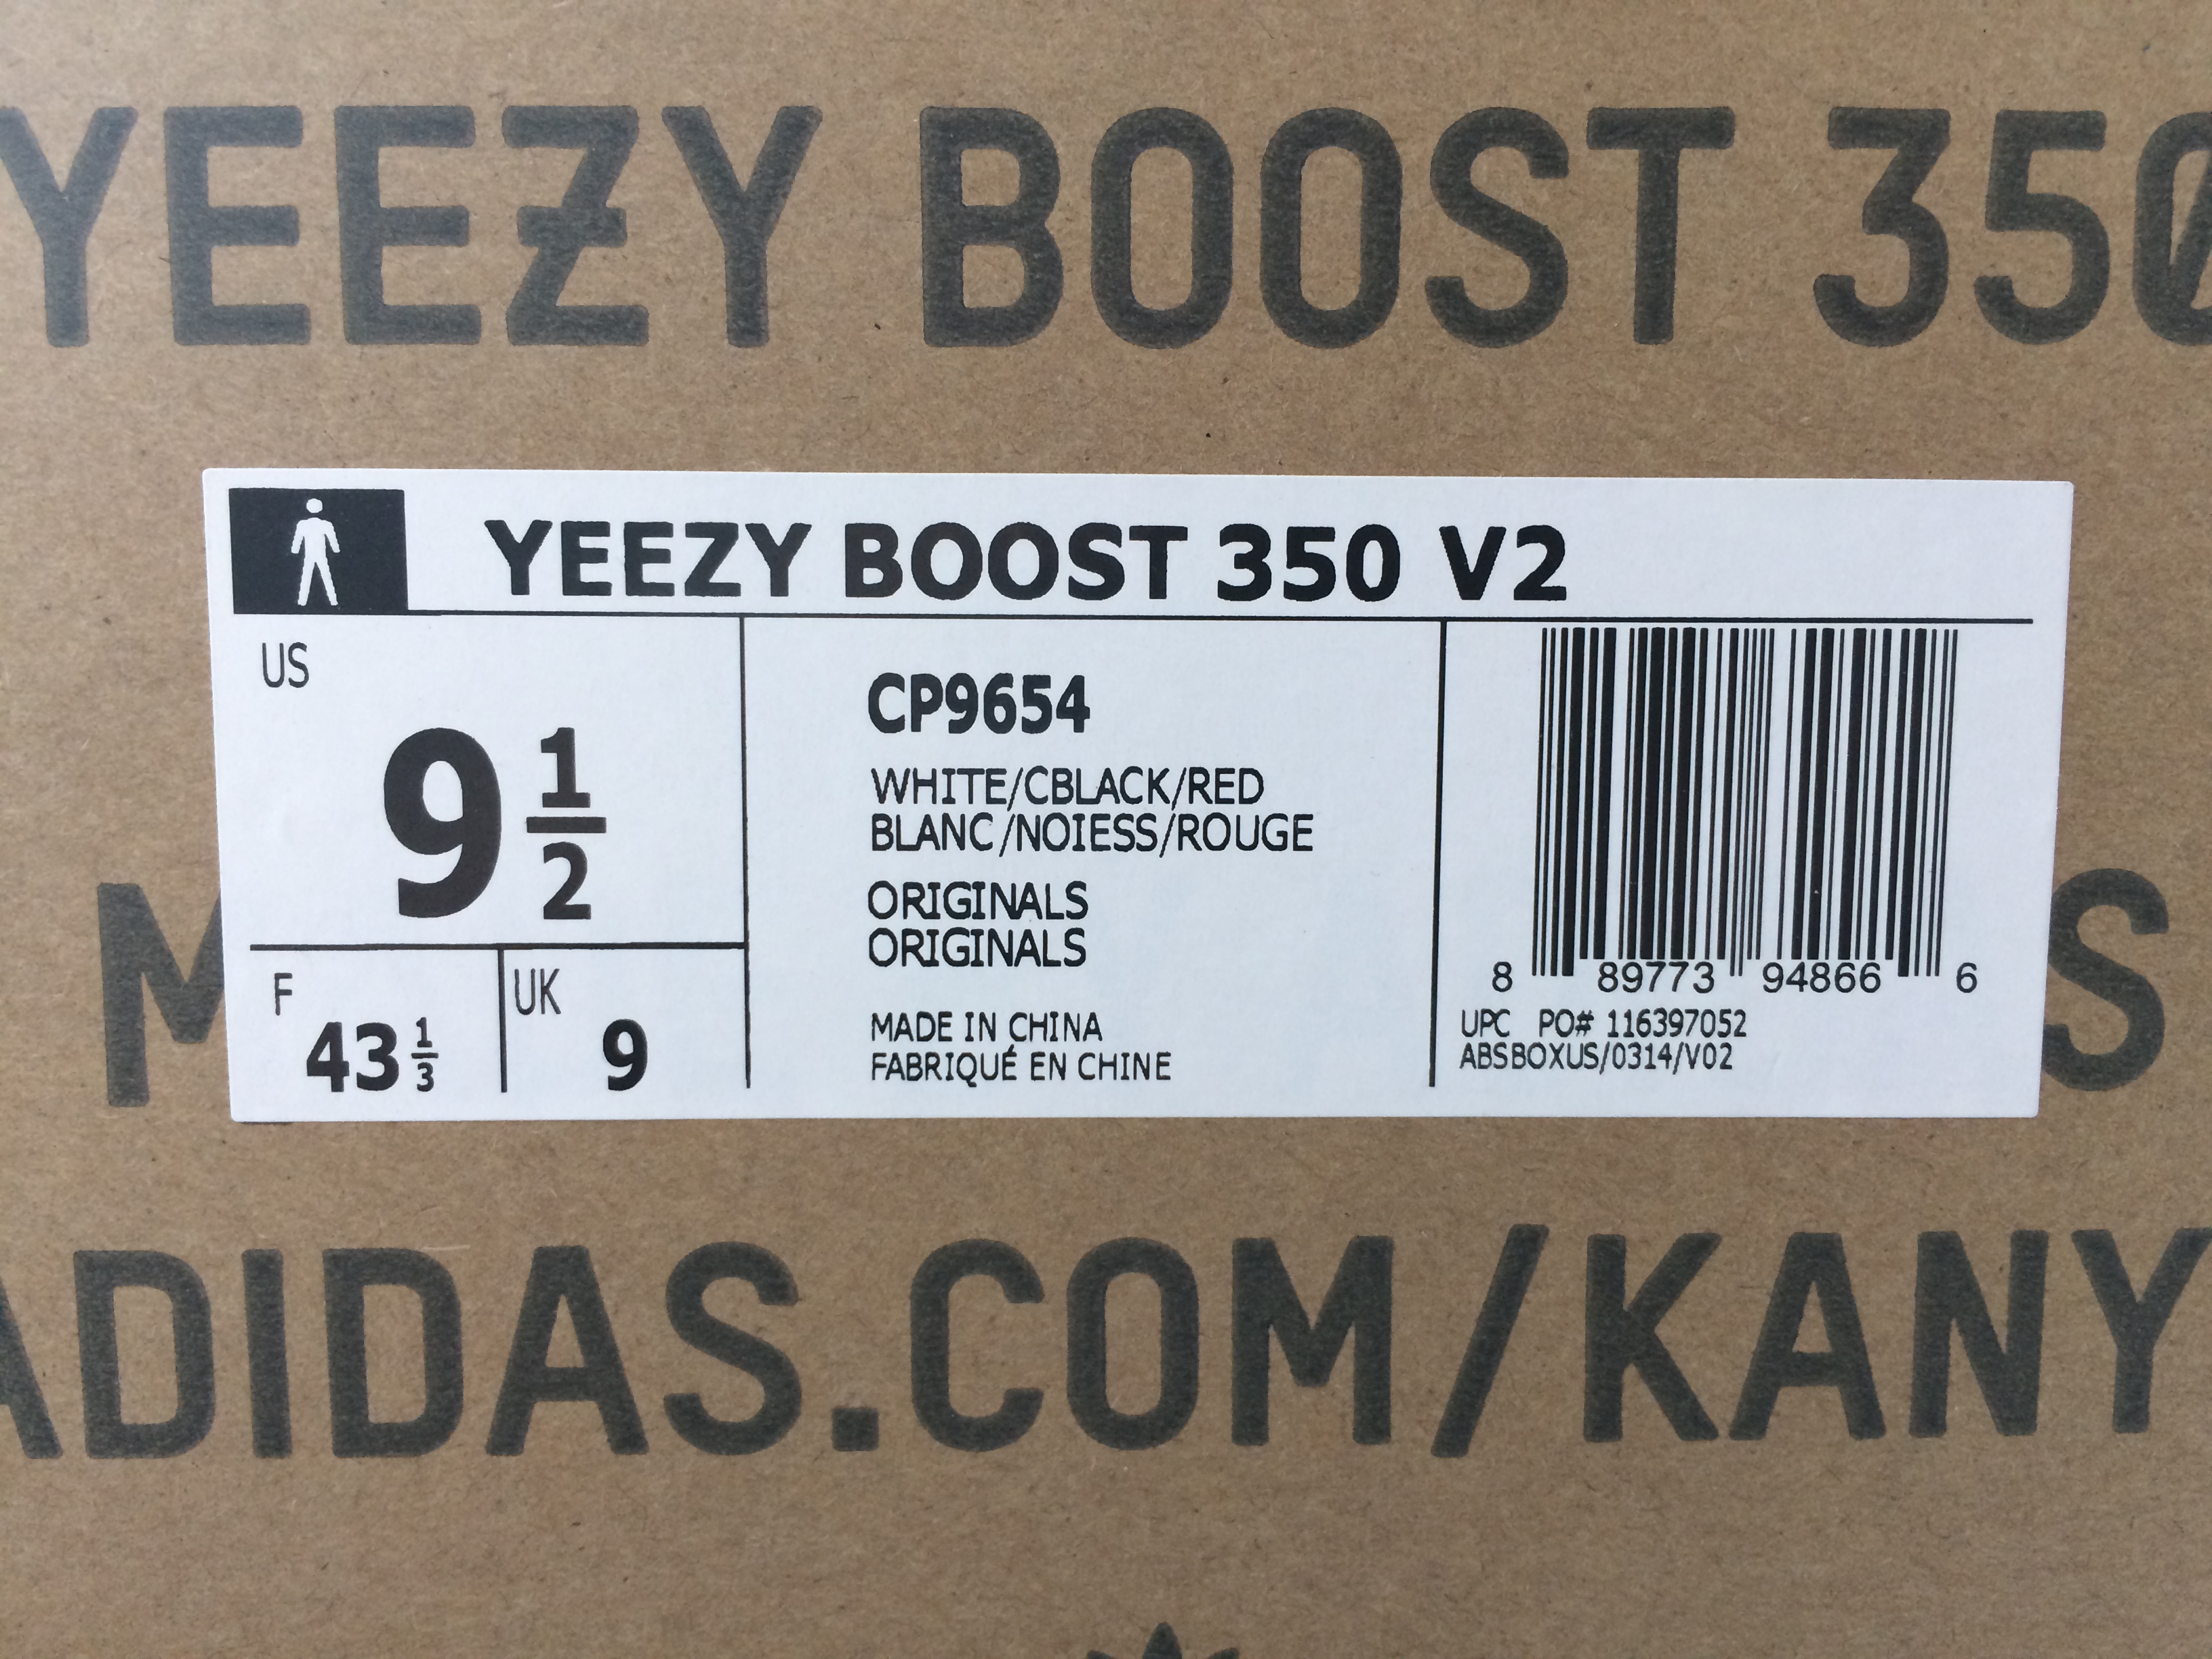 YEEZY BOOST 350
YEEZY BOOST 350 V2
US
9 1/2
F
43 1/3
UK
9
CP9654
WHITE/CBLACK/RED
BLANC/NOIESS/ROUGE
ORIGINALS
ORIGINALS
MADE IN CHINA
FABRIQUÉ EN CHINE
8 89773 94866 6
UPC PO# 116397052
ABSBOXUS/0314/V02
M
S
ADIDAS.COM/KANY